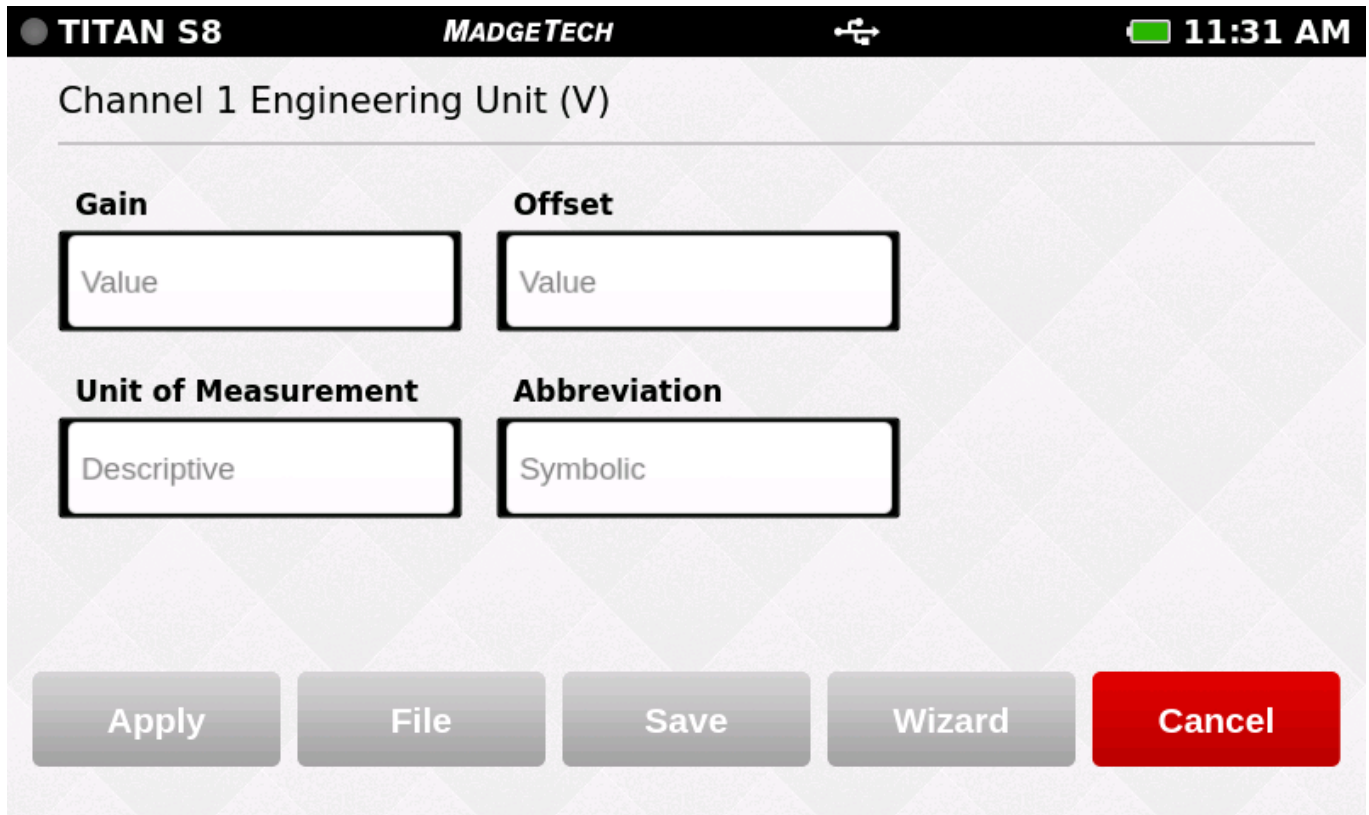 TITAN S8 MADGETECH 11:31 AM
Channel 1 Engineering Unit (V)
Gain Offset
Value Value
Unit of Measurement Abbreviation
Descriptive Symbolic
Apply File Save Wizard Cancel